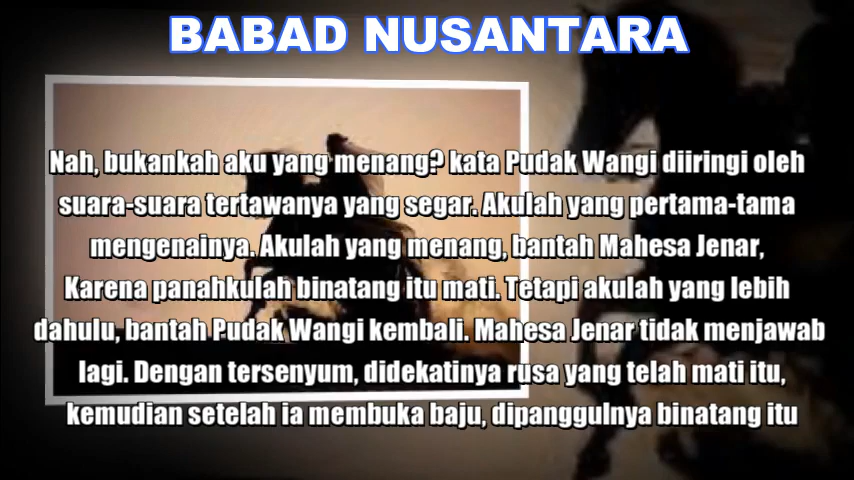 BABAD NUSANTARA
Nah, bukankah aku yang menang? kata Pudak Wangi diiringi oleh
suara-suara tertawanya yang segar. Akulah yang pertama-tama
mengenainya. Akulah yang menang, bantah Mahesa Jenar,
Karena panahkulah binatang itu mati. Tetapi akulah yang lebih
dahulu, bantah Pudak Wangi kembali. Mahesa Jenar tidak menjawab
lagi. Dengan tersenyum, didekatinya rusa yang telah mati itu,
kemudian setelah ia membuka baju, dipanggulnya binatang itu